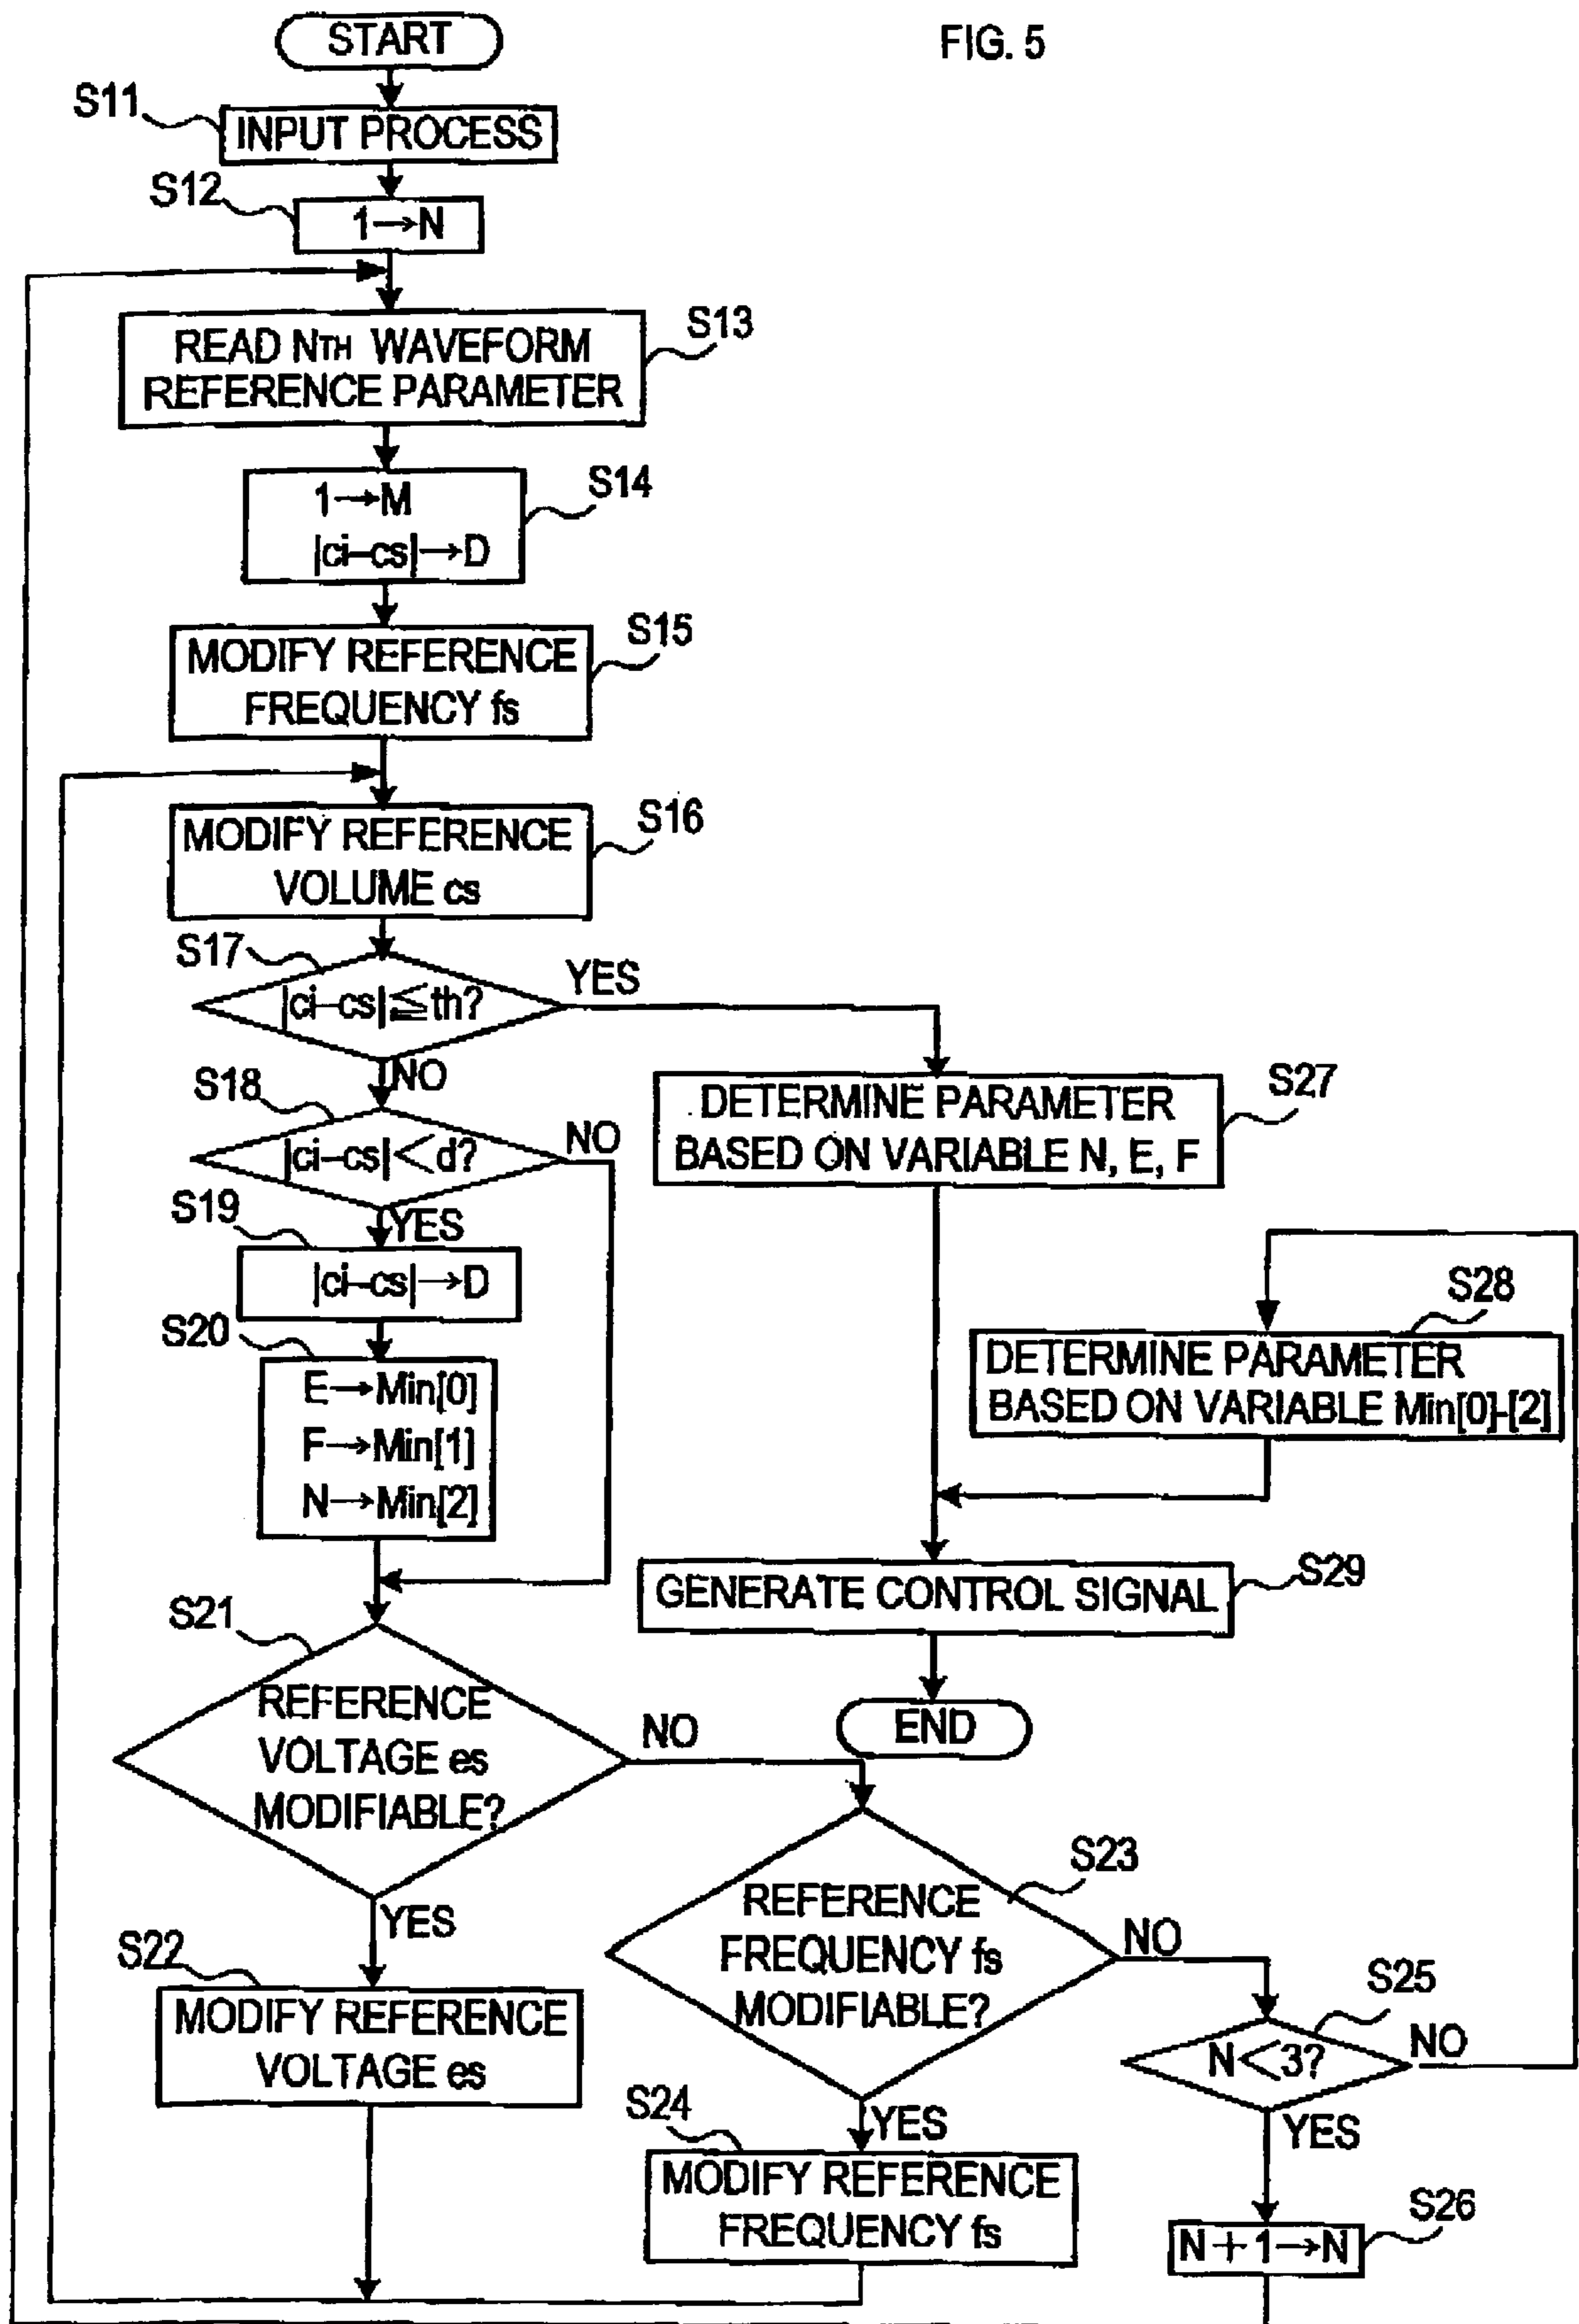 START
FIG. 5
S11
INPUT PROCESS
S12
1→N
READ NTH WAVEFORM
REFERENCE PARAMETER
S13
1→M
|ci–cs|→D
S14
MODIFY REFERENCE
FREQUENCY fs
S15
MODIFY REFERENCE
VOLUME cs
S16
S17
|ci–cs|≦th?
YES
NO
S18
|ci–cs|<d?
NO
YES
DETERMINE PARAMETER
BASED ON VARIABLE N, E, F
S27
S19
|ci–cs|→D
S20
E→Min[0]
F→Min[1]
N→Min[2]
S28
DETERMINE PARAMETER
BASED ON VARIABLE Min[0]-[2]
GENERATE CONTROL SIGNAL
S29
END
S21
REFERENCE
VOLTAGE es
MODIFIABLE?
NO
YES
S22
MODIFY REFERENCE
VOLTAGE es
S23
REFERENCE
FREQUENCY fs
MODIFIABLE?
NO
YES
S24
MODIFY REFERENCE
FREQUENCY fs
S25
N<3?
NO
YES
S26
N+1→N